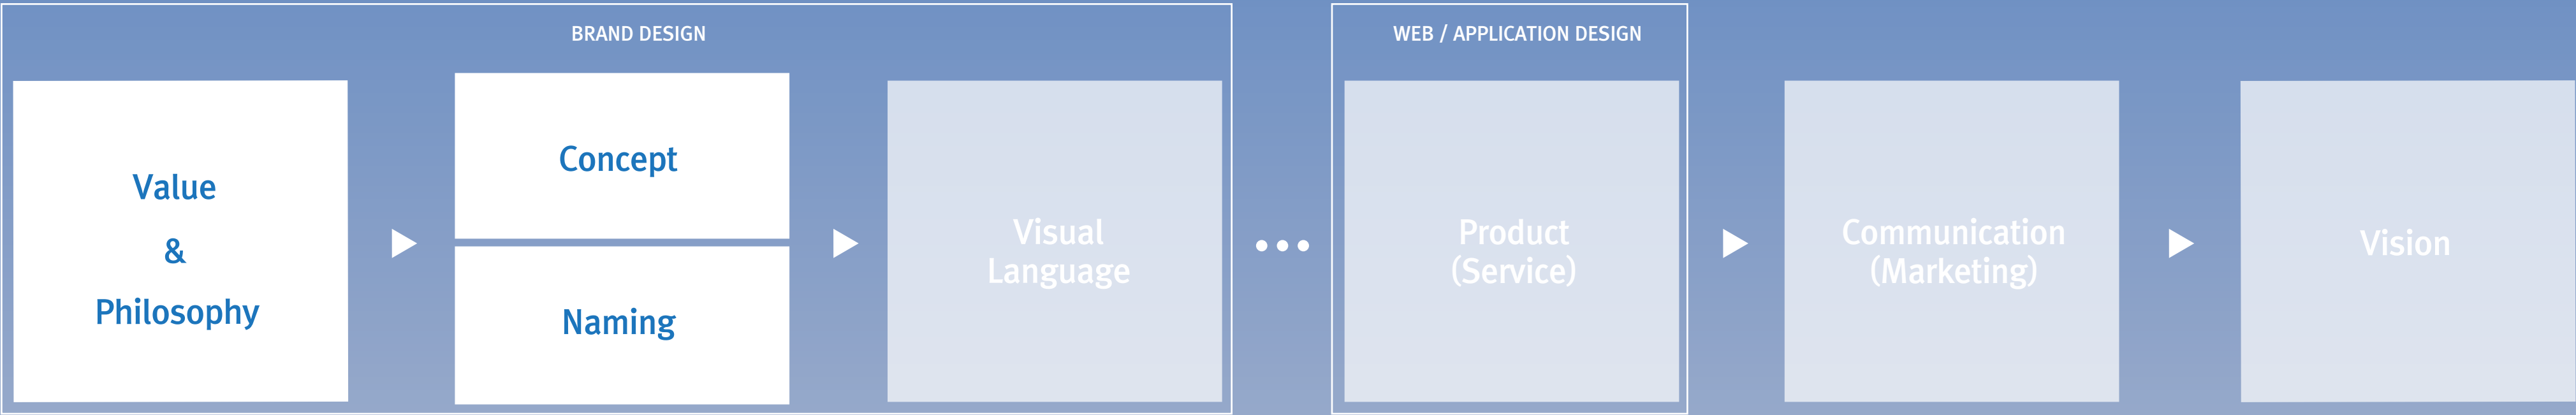 BRAND DESIGN
WEB / APPLICATION DESIGN
Value
&
Philosophy
Concept
Naming
Visual
Language
Product
(Service)
Communication
(Marketing)
Vision